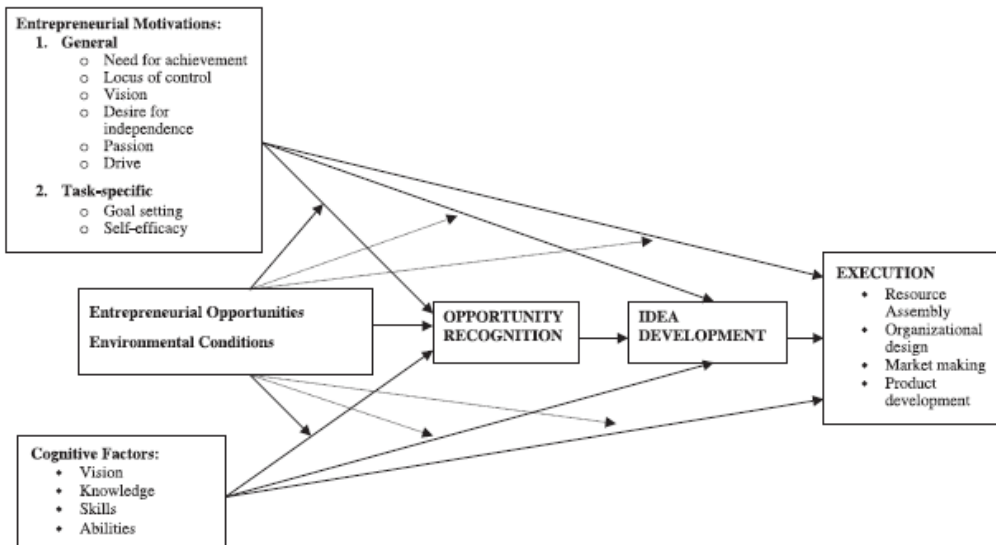 Entrepreneurial Motivations:
1. General
○ Need for achievement
○ Locus of control
○ Vision
○ Desire for
independence
○ Passion
○ Drive
2. Task-specific
○ Goal setting
○ Self-efficacy
Entrepreneurial Opportunities
Environmental Conditions
OPPORTUNITY
RECOGNITION
IDEA
DEVELOPMENT
EXECUTION
♦ Resource
Assembly
♦ Organizational
design
♦ Market making
♦ Product
development
Cognitive Factors:
♦ Vision
♦ Knowledge
♦ Skills
♦ Abilities